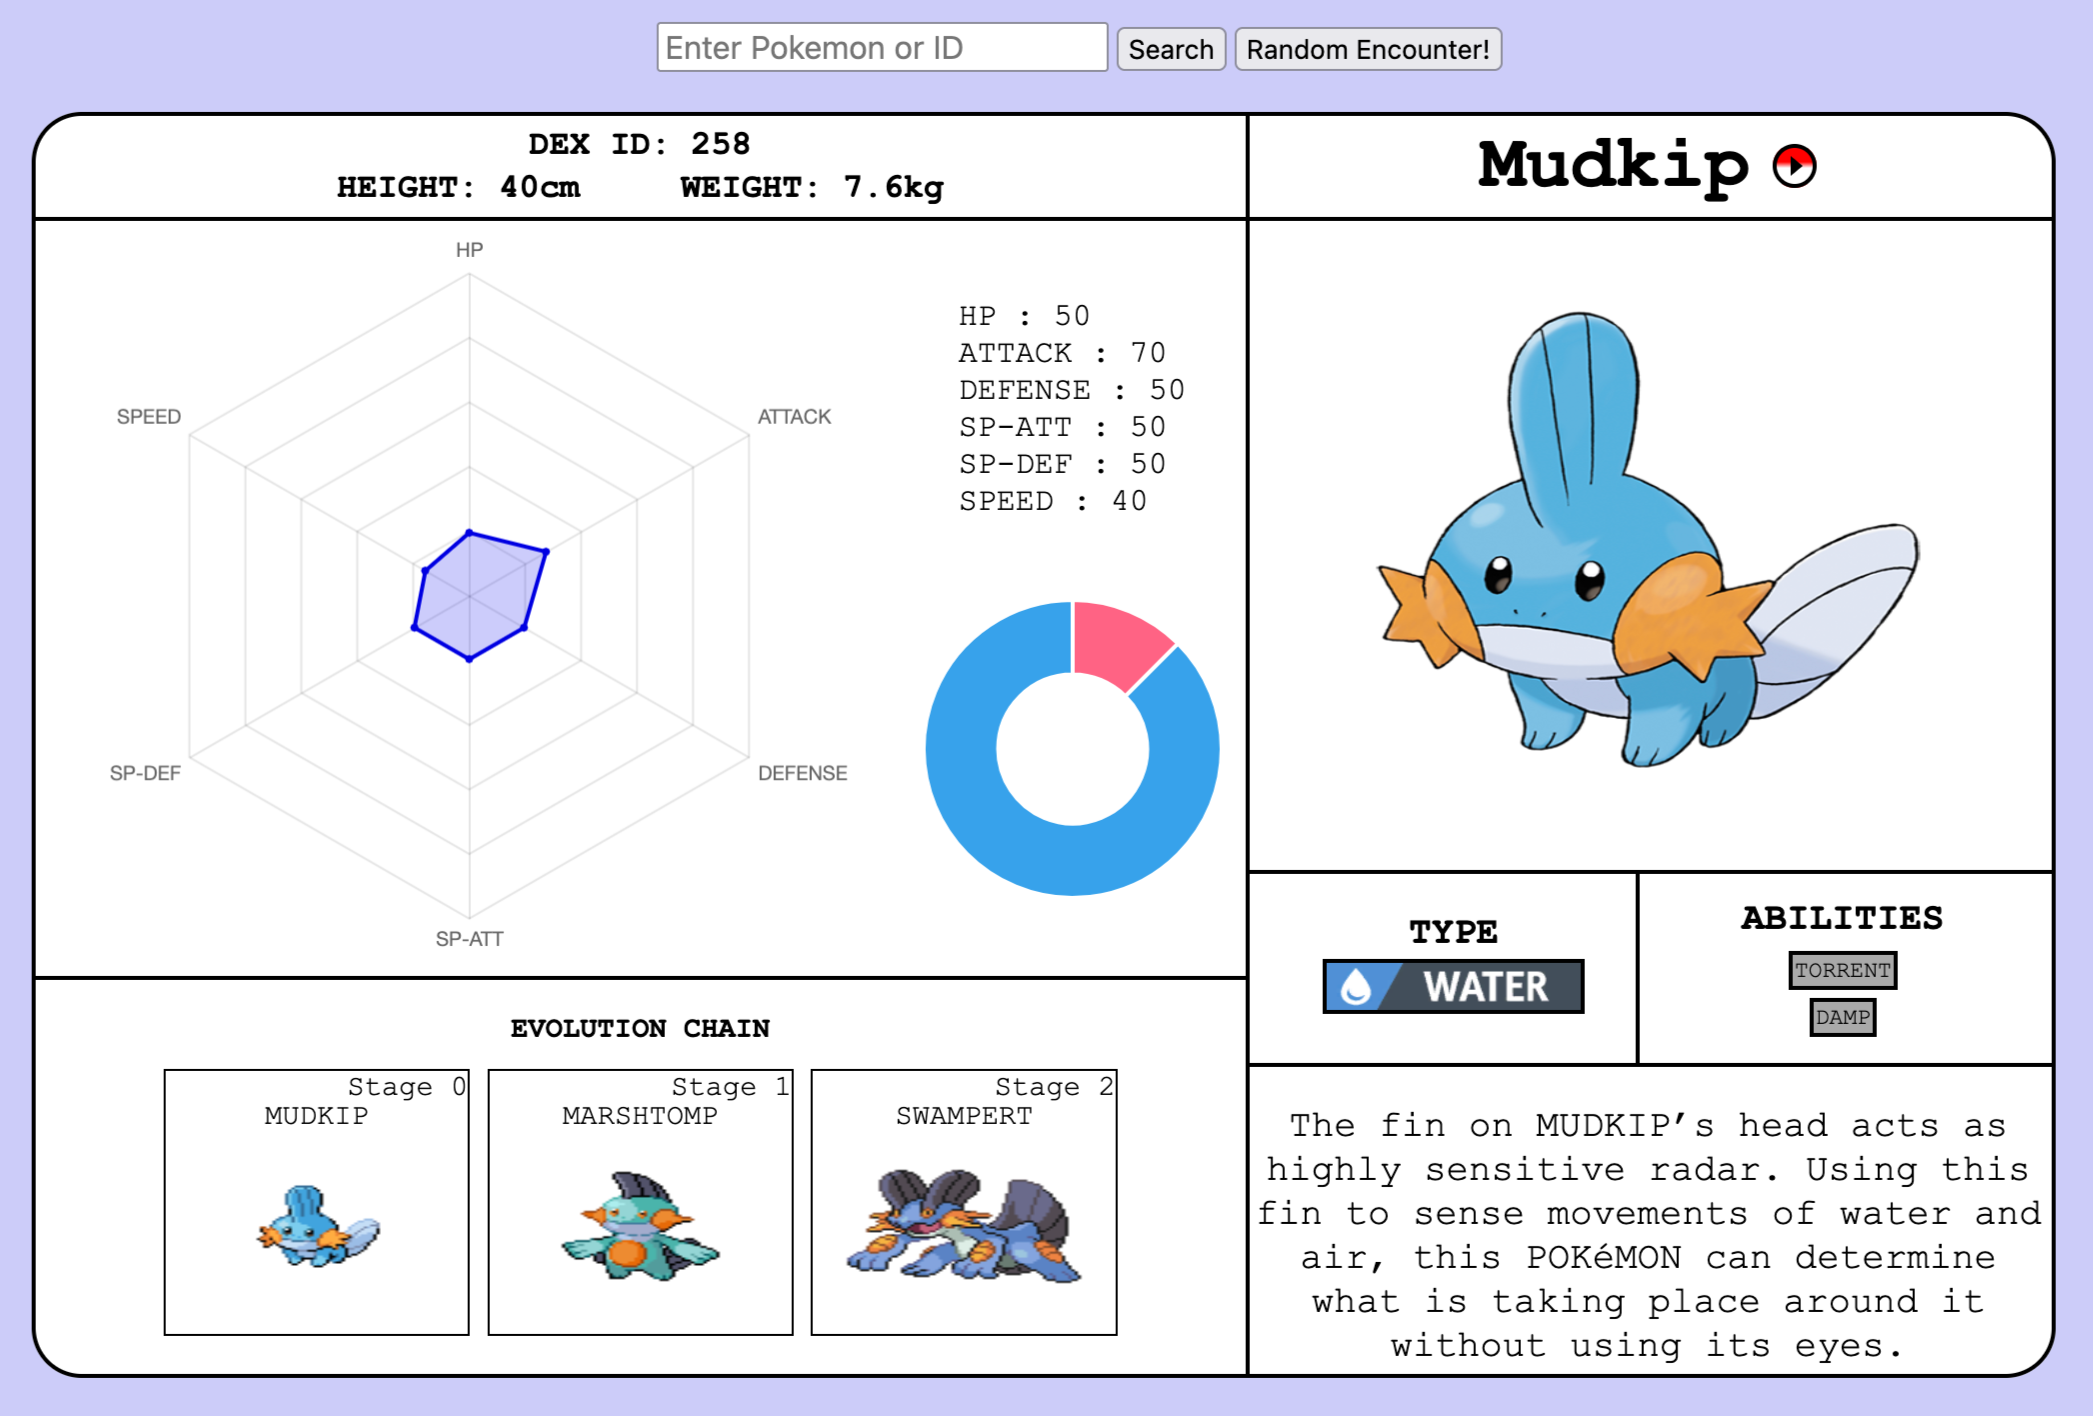 Enter Pokemon or ID
Search
Random Encounter!
DEX ID: 258
HEIGHT: 40cm WEIGHT: 7.6kg
Mudkip
HP
ATTACK
DEFENSE
SP-ATT
SP-DEF
SPEED
HP : 50
ATTACK : 70
DEFENSE : 50
SP-ATT : 50
SP-DEF : 50
SPEED : 40
TYPE
WATER
ABILITIES
TORRENT
DAMP
EVOLUTION CHAIN
Stage 0
MUDKIP
Stage 1
MARSHTOMP
Stage 2
SWAMPERT
The fin on MUDKIP’s head acts as
highly sensitive radar. Using this
fin to sense movements of water and
air, this POKéMON can determine
what is taking place around it
without using its eyes.